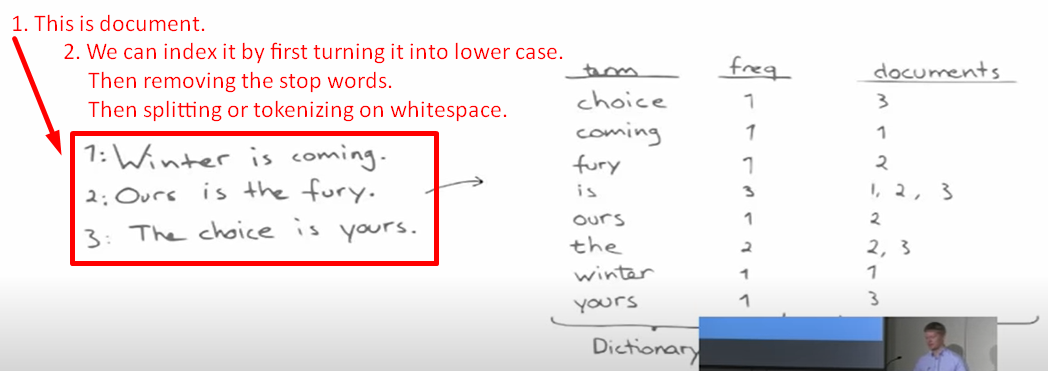 1. This is document.
2. We can index it by first turning it into lower case.
Then removing the stop words.
Then splitting or tokenizing on whitespace.
1: Winter is coming.
2: Ours is the fury.
3: The choice is yours.
term freq documents
choice 1 3
coming 1 1
fury 1 2
is 3 1, 2, 3
ours 1 2
the 2 2, 3
winter 1 1
yours 1 3
Dictionary